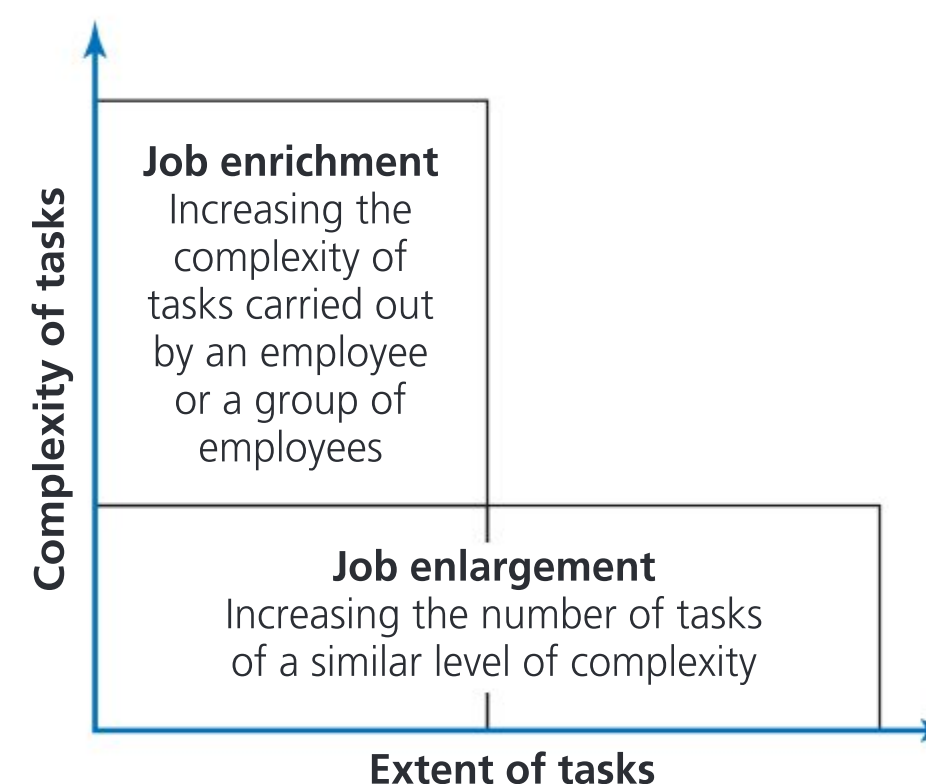 Complexity of tasks
Job enrichment
Increasing the
complexity of
tasks carried out
by an employee
or a group of
employees
Job enlargement
Increasing the number of tasks
of a similar level of complexity
Extent of tasks